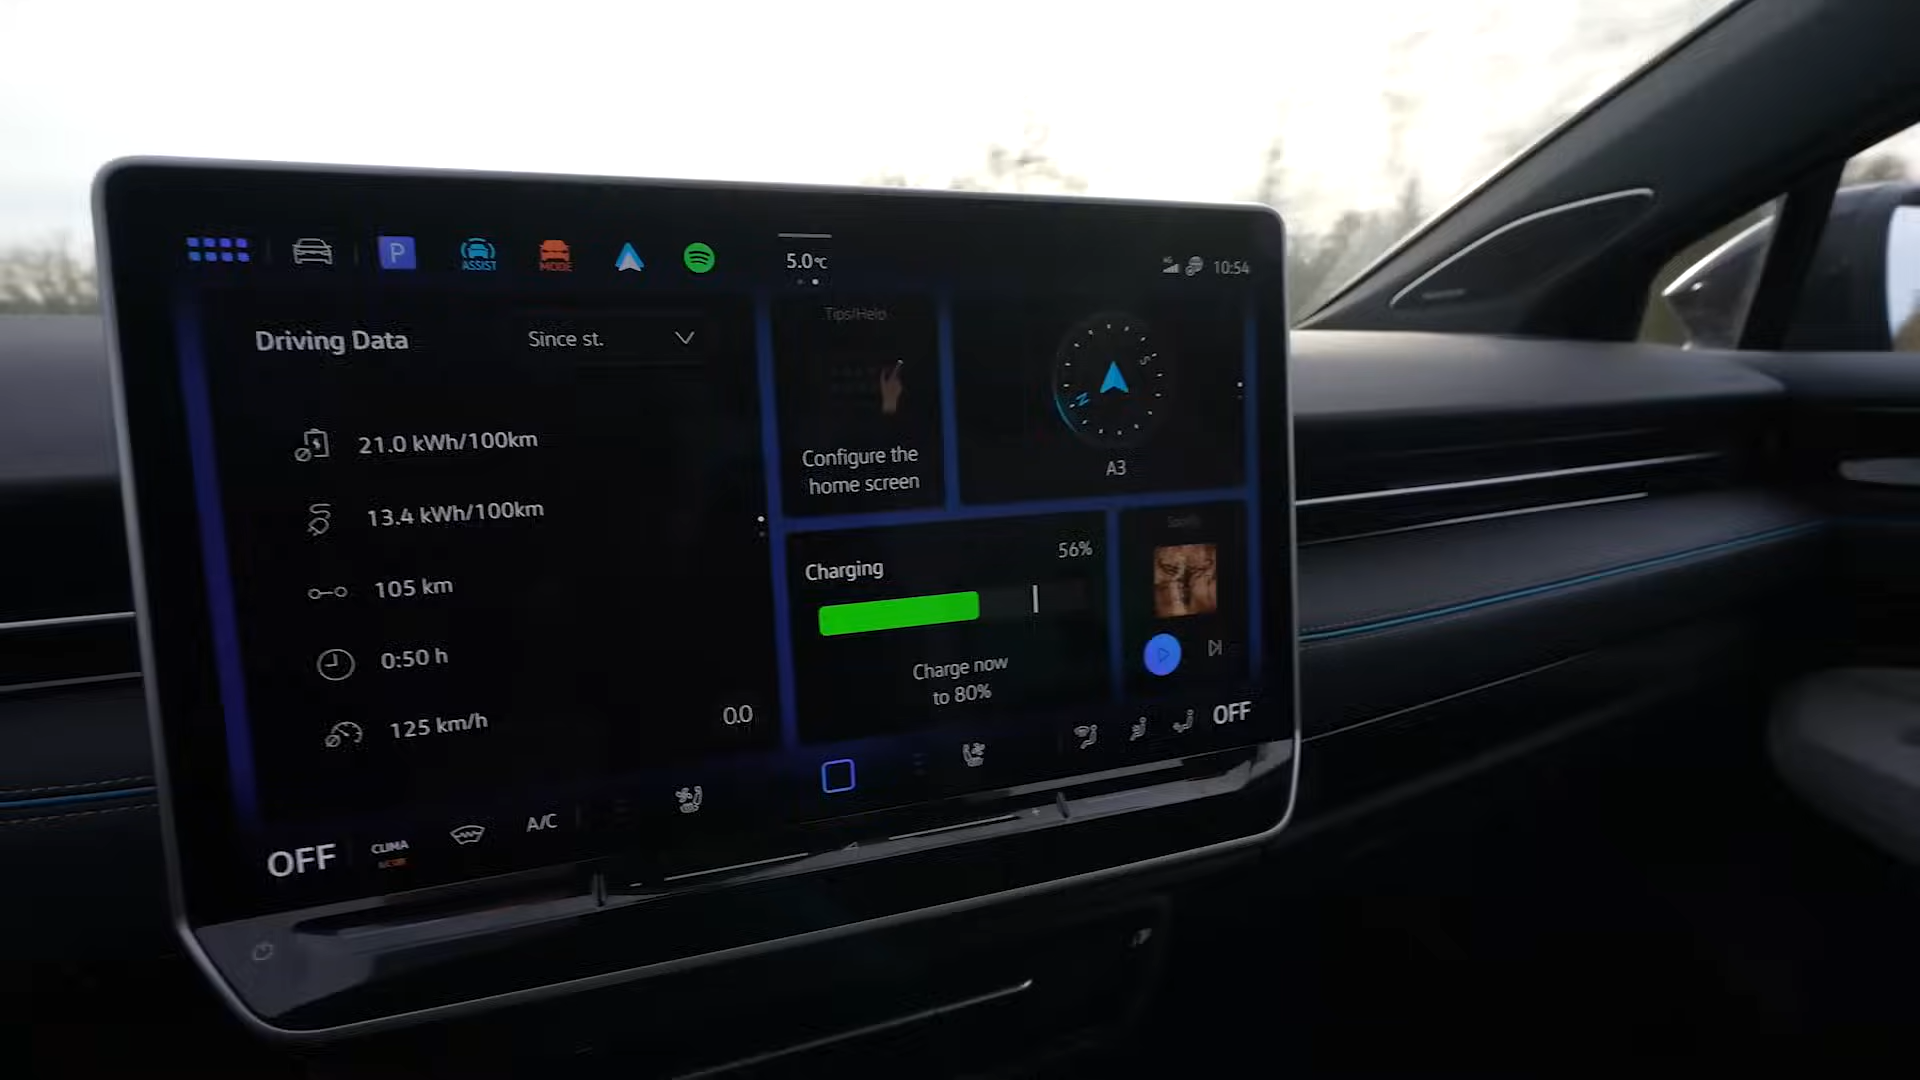 P
ASSIST
MODE
5.0°C
4G
10:54
Driving Data
Since st.
21.0 kWh/100km
13.4 kWh/100km
105 km
0:50 h
125 km/h
0.0
Tips/Help
Configure the
home screen
N
S
A3
Charging
56%
Charge now
to 80%
OFF
OFF
CLIMA
A/C